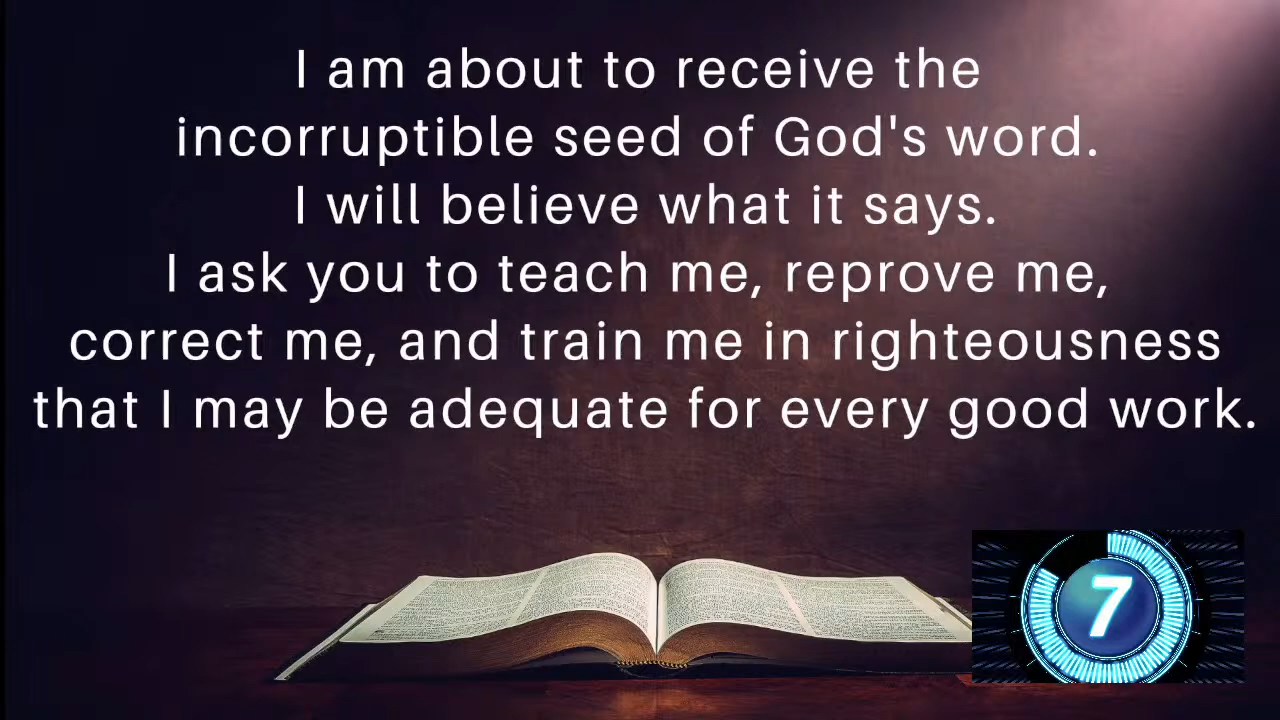 I am about to receive the
incorruptible seed of God's word.
I will believe what it says.
I ask you to teach me, reprove me,
correct me, and train me in righteousness
that I may be adequate for every good work.
7